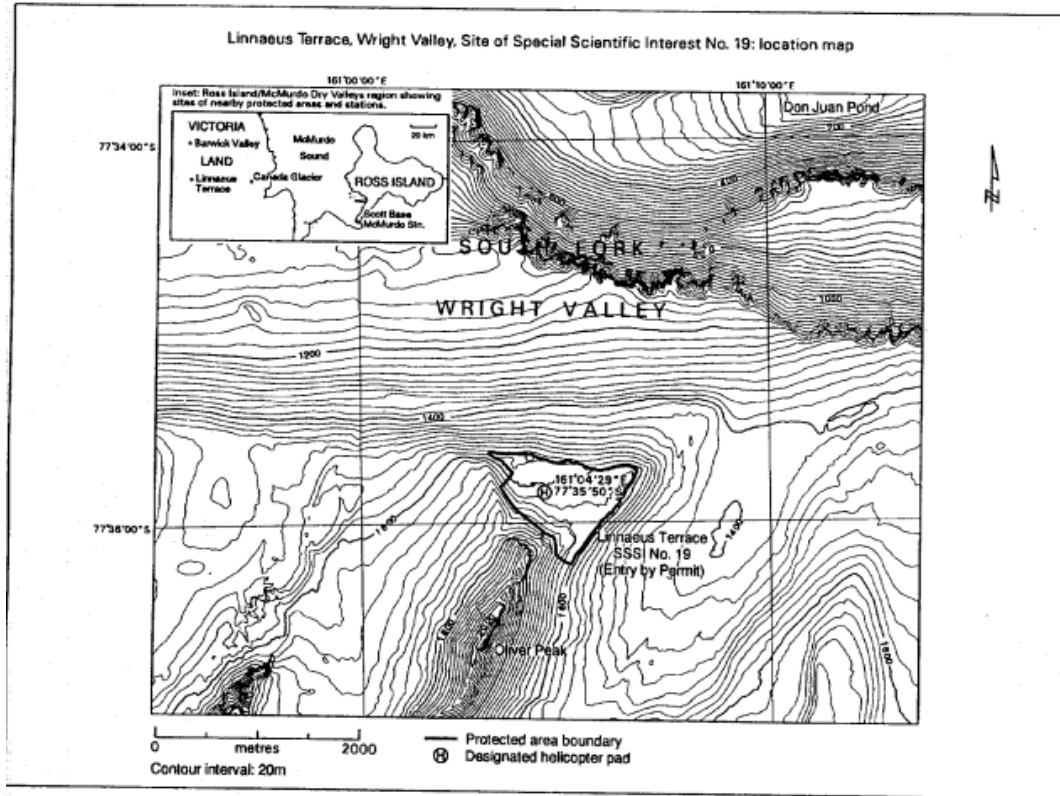 Linnaeus Terrace, Wright Valley, Site of Special Scientific Interest No. 19: location map
161°00'00"E
161°10'00"E
Inset: Ross Island/McMurdo Dry Valleys region showing
sites of nearby protected areas and stations.
Don Juan Pond
VICTORIA
Barwick Valley
LAND
Linnaeus
Terrace
Canada Glacier
McMurdo
Sound
20 km
ROSS ISLAND
Scott Base
McMurdo Stn.
77°34'00"S
700
N
SOUTH FORK
WRIGHT VALLEY
1000
1200
1400
161°04'29"E
H 77°35'50"S
77°36'00"S
1600
Linnaeus Terrace
SSSI No. 19
(Entry by Permit)
1400
1600
1800
Oliver Peak
1600
0 metres 2000
Contour interval: 20m
Protected area boundary
H Designated helicopter pad